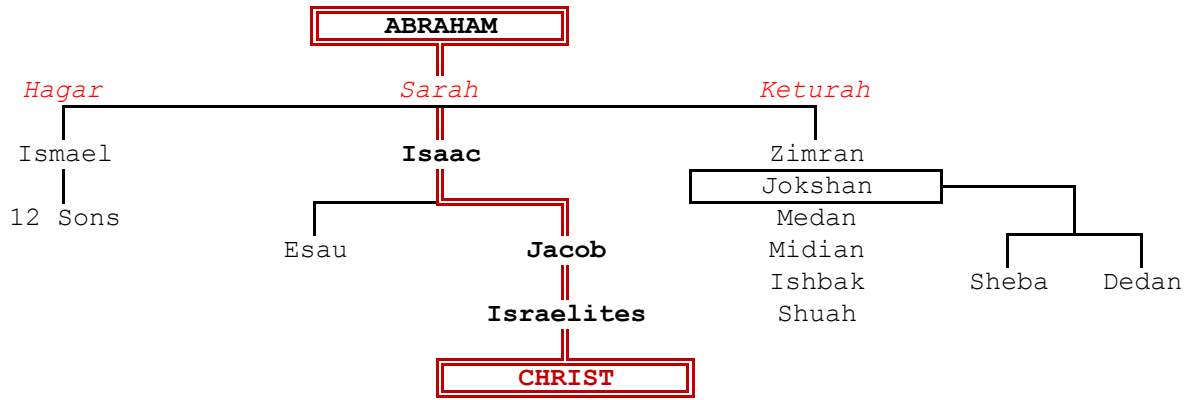 ABRAHAM
Hagar Sarah Keturah
Ismael Isaac Zimran
Jokshan
12 Sons Medan
Esau Jacob Midian
Ishbak Sheba Dedan
Israelites Shuah
CHRIST